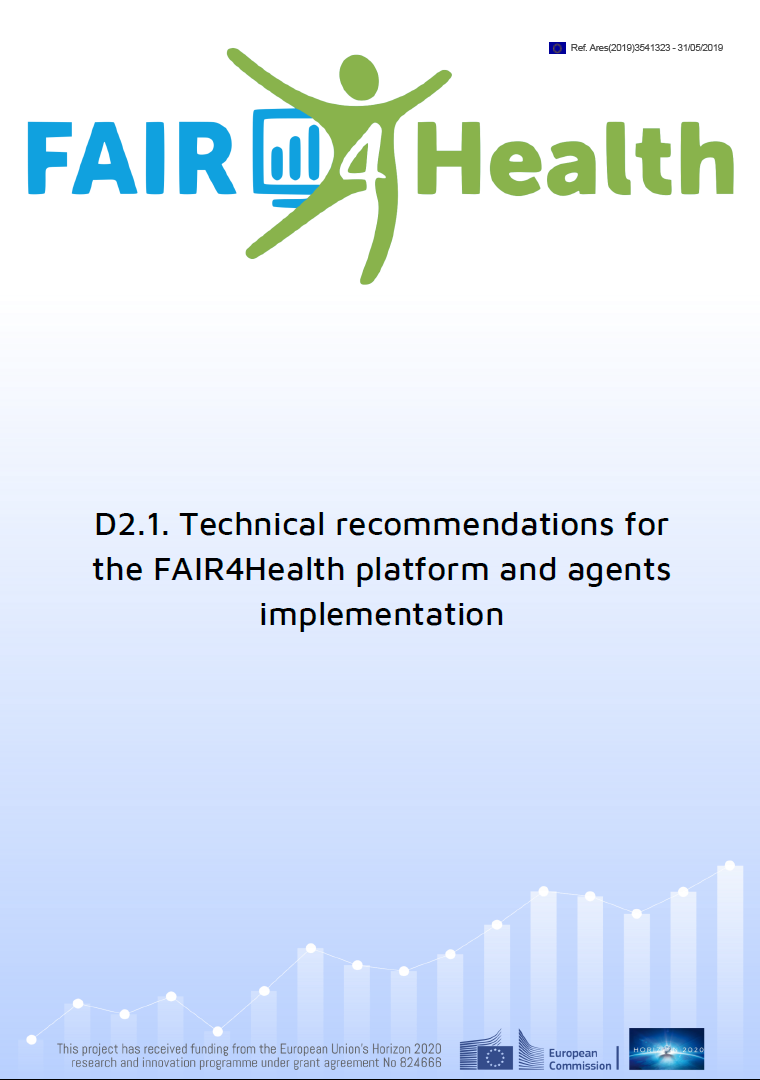 Ref. Ares(2019)3541323 - 31/05/2019
FAIR4Health
D2.1. Technical recommendations for
the FAIR4Health platform and agents
implementation
This project has received funding from the European Union's Horizon 2020
research and innovation programme under grant agreement No 824666
European
Commission
HORIZON 2020